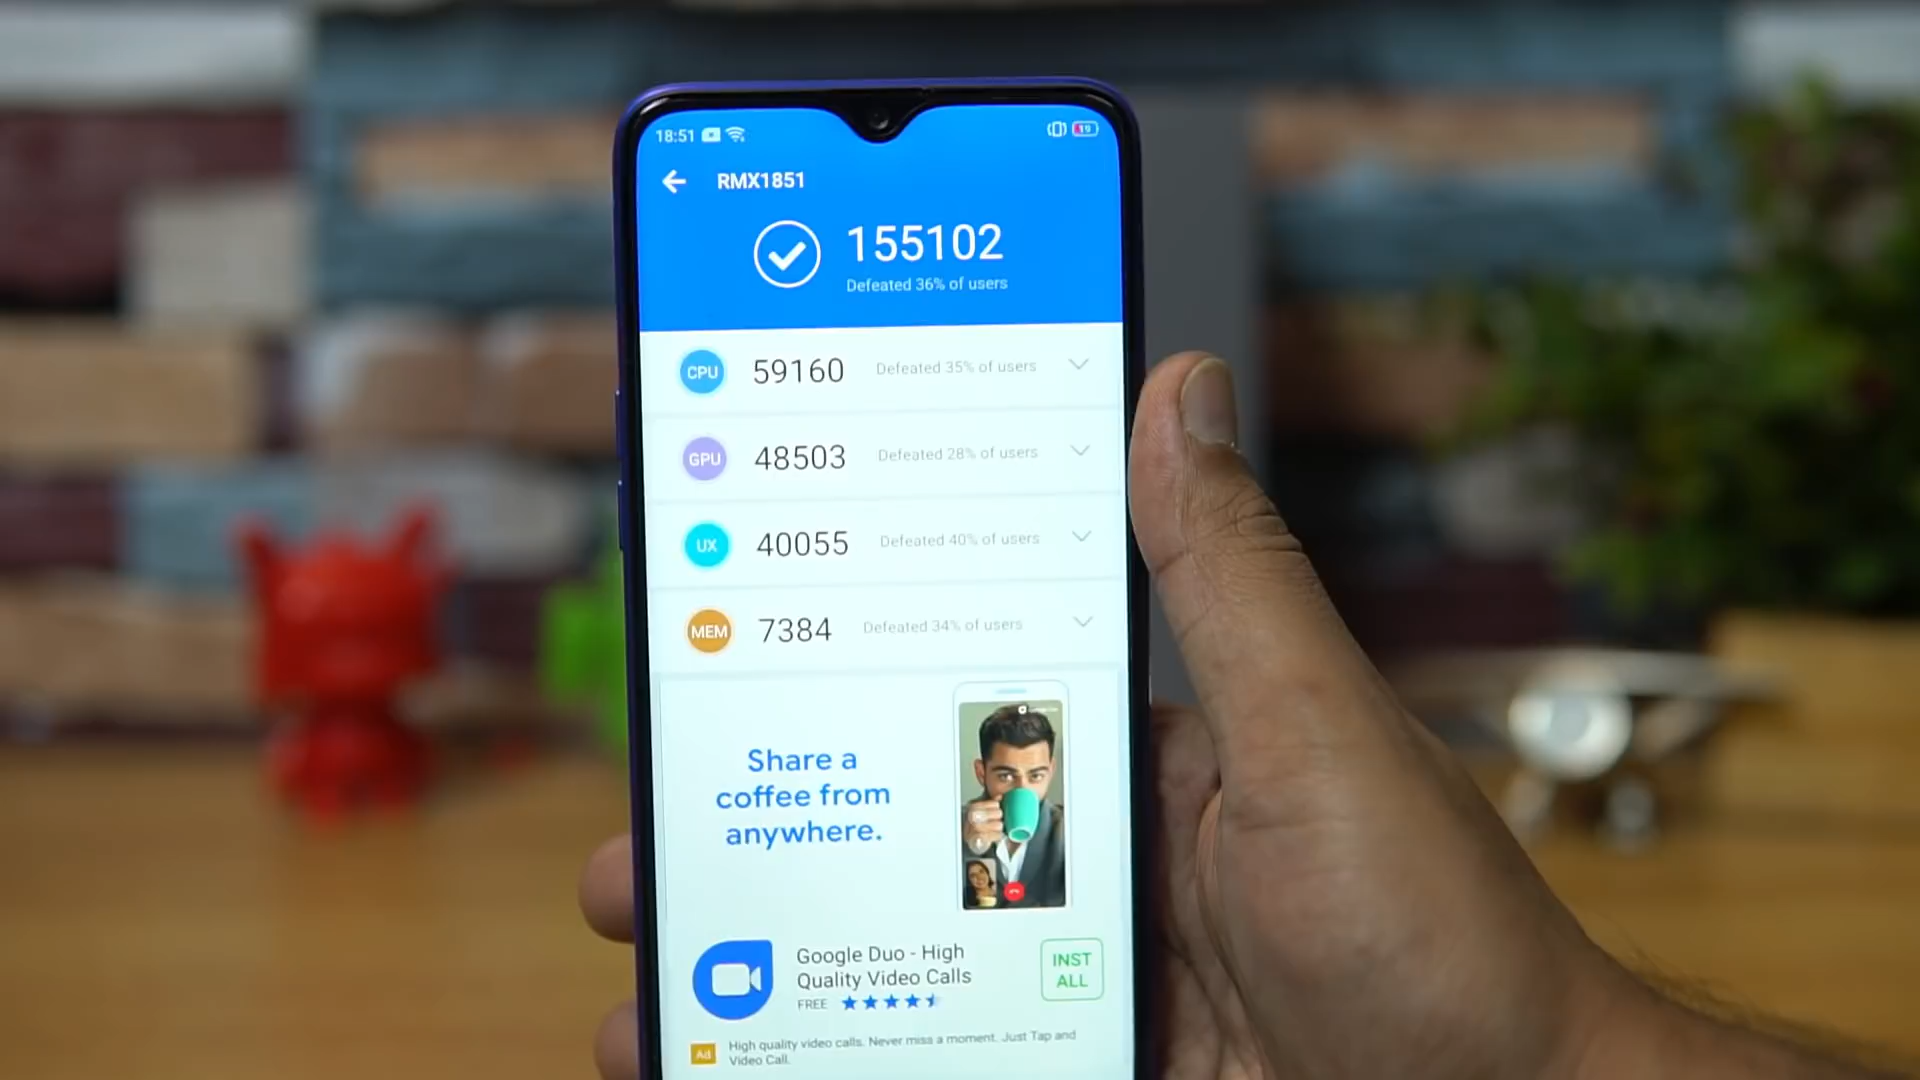 18:51
19
RMX1851
155102
Defeated 36% of users
CPU 59160 Defeated 35% of users
GPU 48503 Defeated 28% of users
UX 40055 Defeated 40% of users
MEM 7384 Defeated 34% of users
Share a
coffee from
anywhere.
Google Duo - High
Quality Video Calls
FREE
INST
ALL
Ad
High quality video calls. Never miss a moment. Just Tap and
Video Call.